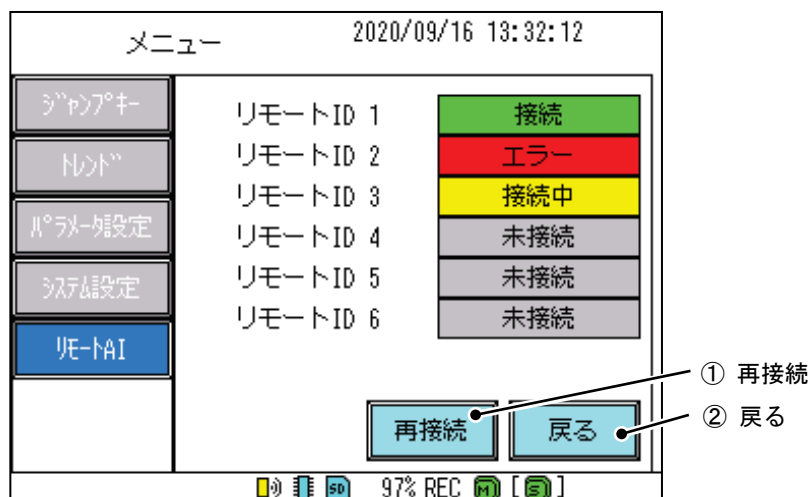 メニュー 2020/09/16 13:32:12
ジャンプキー
トレンド
パラメータ設定
システム設定
リモートAI
リモートID 1 接続
リモートID 2 エラー
リモートID 3 接続中
リモートID 4 未接続
リモートID 5 未接続
リモートID 6 未接続
再接続 戻る
① 再接続
② 戻る
SD 97% REC M [S]